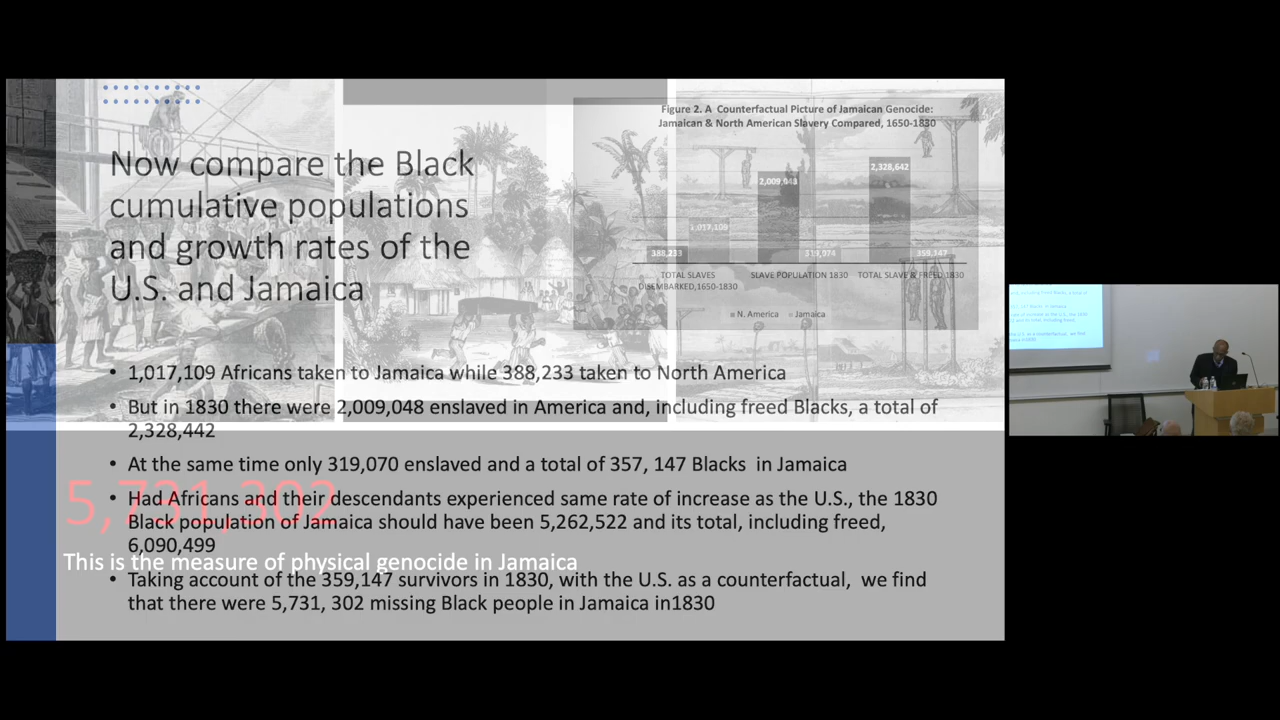 Now compare the Black
cumulative populations
and growth rates of the
U.S. and Jamaica
Figure 2. A Counterfactual Picture of Jamaican Genocide:
Jamaican & North American Slavery Compared, 1650-1830
2,328,642
2,009,048
1,017,109
388,233
319,074
359,147
TOTAL SLAVES
DISEMBARKED,1650-1830
SLAVE POPULATION 1830
TOTAL SLAVE & FREED 1830
N. America
Jamaica
• 1,017,109 Africans taken to Jamaica while 388,233 taken to North America
• But in 1830 there were 2,009,048 enslaved in America and, including freed Blacks, a total of
2,328,442
• At the same time only 319,070 enslaved and a total of 357, 147 Blacks in Jamaica
• Had Africans and their descendants experienced same rate of increase as the U.S., the 1830
Black population of Jamaica should have been 5,262,522 and its total, including freed,
6,090,499
• Taking account of the 359,147 survivors in 1830, with the U.S. as a counterfactual, we find
that there were 5,731, 302 missing Black people in Jamaica in1830
5,731,302
This is the measure of physical genocide in Jamaica